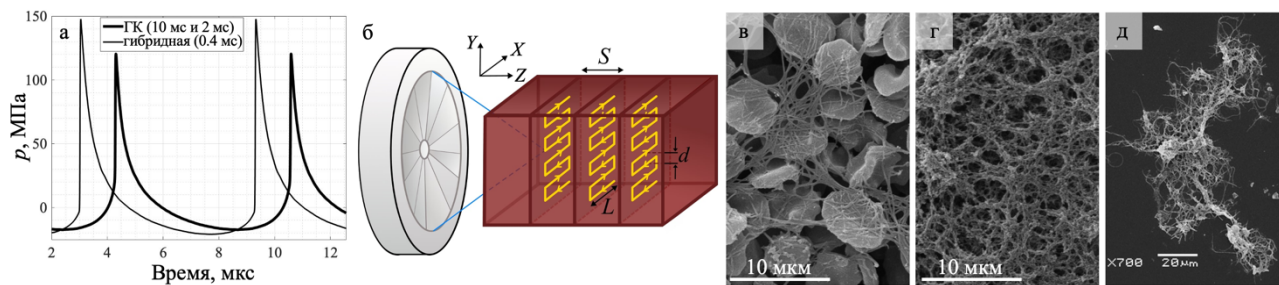 а
ГК (10 мс и 2 мс)
гибридная (0.4 мс)
p, МПа
150
100
50
0
2
4
6
8
10
12
Время, мкс
б
Y
X
Z
S
d
L
в
10 мкм
г
10 мкм
д
X700
20µm